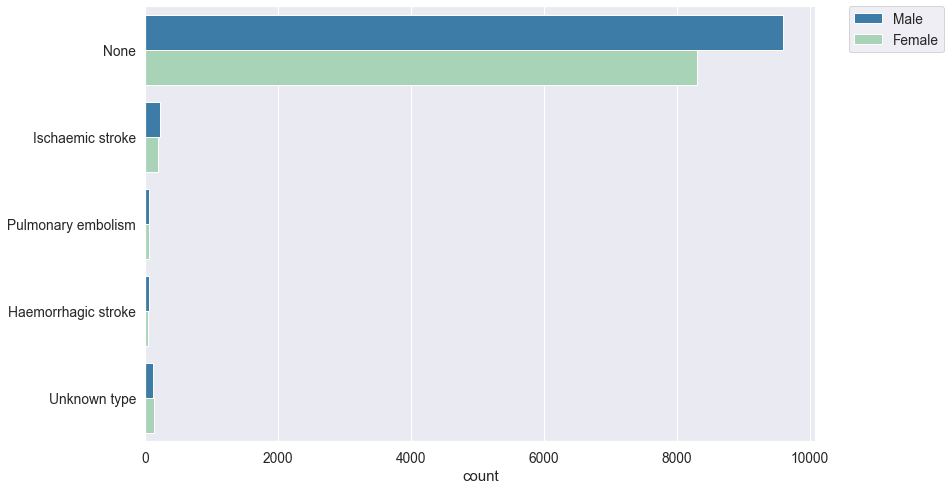 Male
Female
None
Ischaemic stroke
Pulmonary embolism
Haemorrhagic stroke
Unknown type
0 2000 4000 6000 8000 10000
count